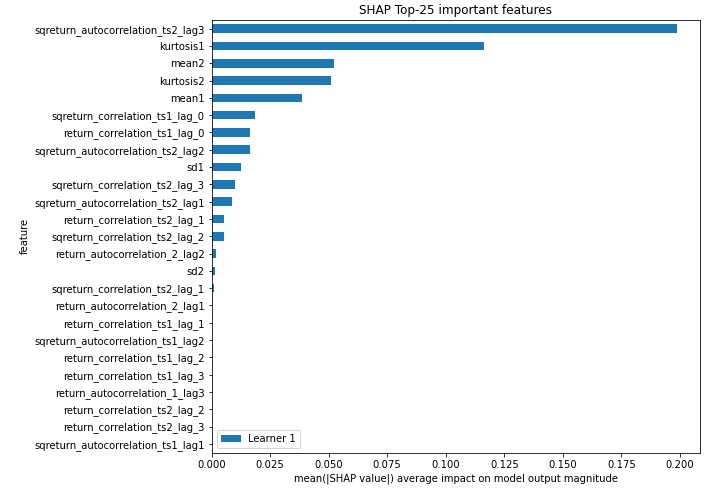 SHAP Top-25 important features
sqreturn_autocorrelation_ts2_lag3
kurtosis1
mean2
kurtosis2
mean1
sqreturn_correlation_ts1_lag_0
return_correlation_ts1_lag_0
sqreturn_autocorrelation_ts2_lag2
sd1
sqreturn_correlation_ts2_lag_3
sqreturn_autocorrelation_ts2_lag1
return_correlation_ts2_lag_1
sqreturn_correlation_ts2_lag_2
return_autocorrelation_2_lag2
sd2
sqreturn_correlation_ts2_lag_1
return_autocorrelation_2_lag1
return_correlation_ts1_lag_1
sqreturn_autocorrelation_ts1_lag2
return_correlation_ts1_lag_2
return_correlation_ts1_lag_3
return_autocorrelation_1_lag3
return_correlation_ts2_lag_2
return_correlation_ts2_lag_3
sqreturn_autocorrelation_ts1_lag1
feature
Learner 1
0.000 0.025 0.050 0.075 0.100 0.125 0.150 0.175 0.200
mean(|SHAP value|) average impact on model output magnitude